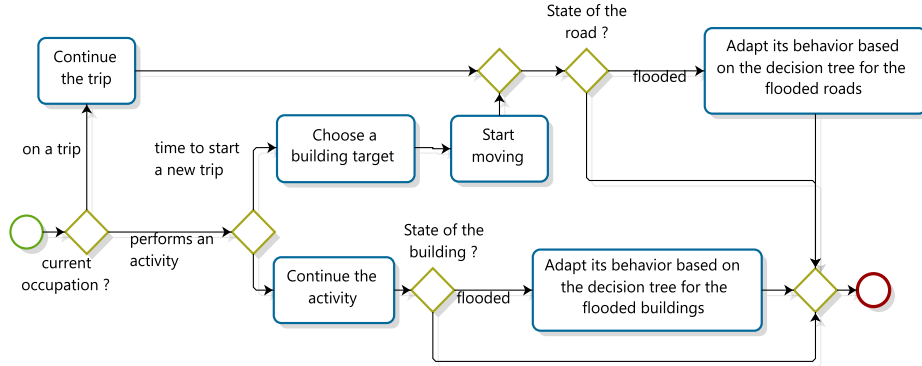 State of the
road ?
Continue
the trip
flooded
Adapt its behavior based
on the decision tree for the
flooded roads
on a trip
time to start
a new trip
Choose a
building target
Start
moving
current
occupation ?
performs an
activity
State of the
building ?
Continue the
activity
flooded
Adapt its behavior based on
the decision tree for the
flooded buildings